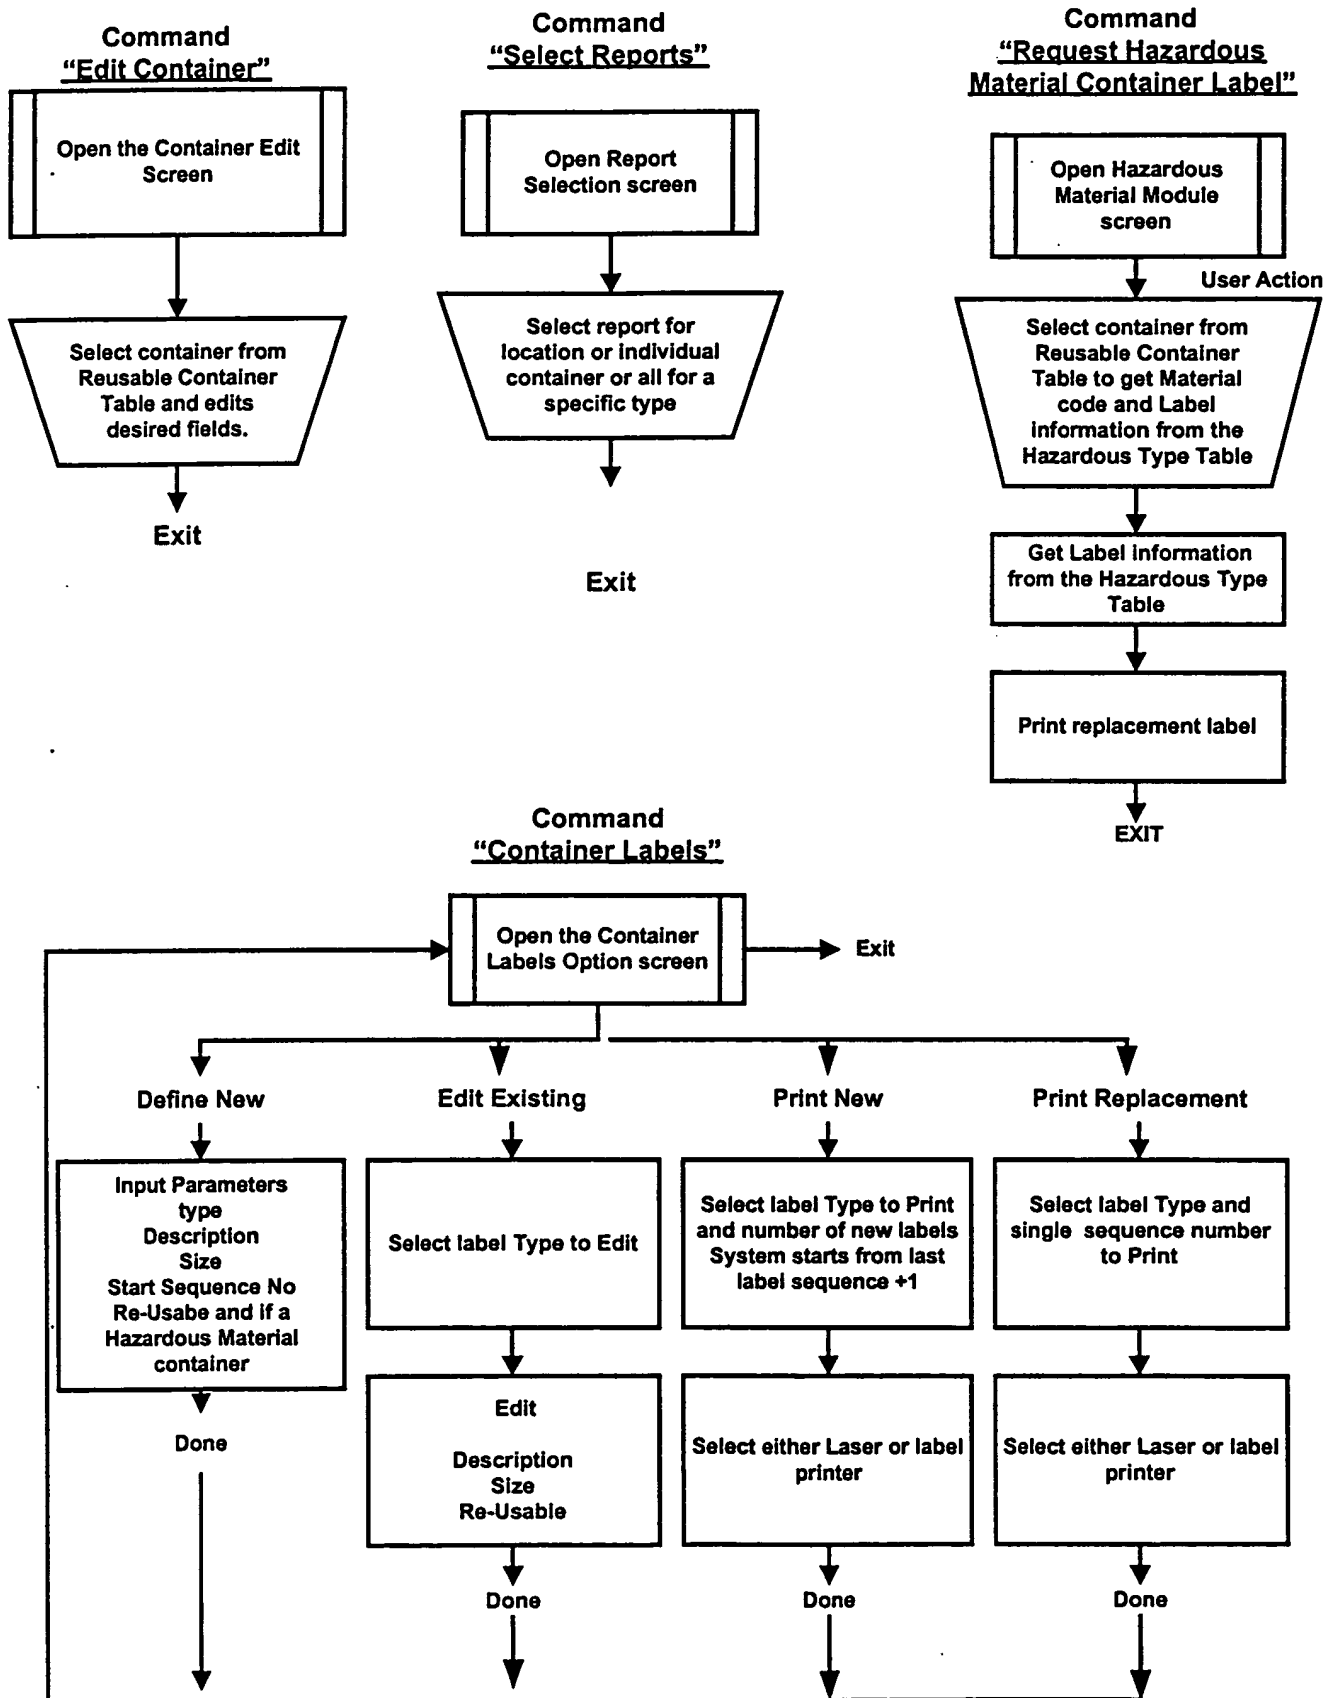 Command
“Edit Container”
Open the Container Edit
Screen
Select container from
Reusable Container
Table and edits
desired fields.
Exit
Command
“Select Reports”
Open Report
Selection screen
Select report for
location or individual
container or all for a
specific type
Exit
Command
“Request Hazardous
Material Container Label”
Open Hazardous
Material Module
screen
User Action
Select container from
Reusable Container
Table to get Material
code and Label
information from the
Hazardous Type Table
Get Label information
from the Hazardous Type
Table
Print replacement label
EXIT
Command
“Container Labels”
Open the Container
Labels Option screen
Exit
Define New
Input Parameters
type
Description
Size
Start Sequence No
Re-Usabe and if a
Hazardous Material
container
Done
Edit Existing
Select label Type to Edit
Edit
Description
Size
Re-Usable
Done
Print New
Select label Type to Print
and number of new labels
System starts from last
label sequence +1
Select either Laser or label
printer
Done
Print Replacement
Select label Type and
single sequence number
to Print
Select either Laser or label
printer
Done